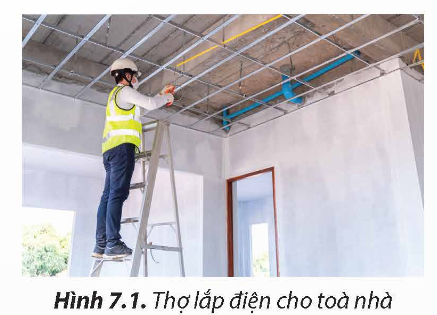 Hình 7.1. Thợ lắp điện cho toà nhà